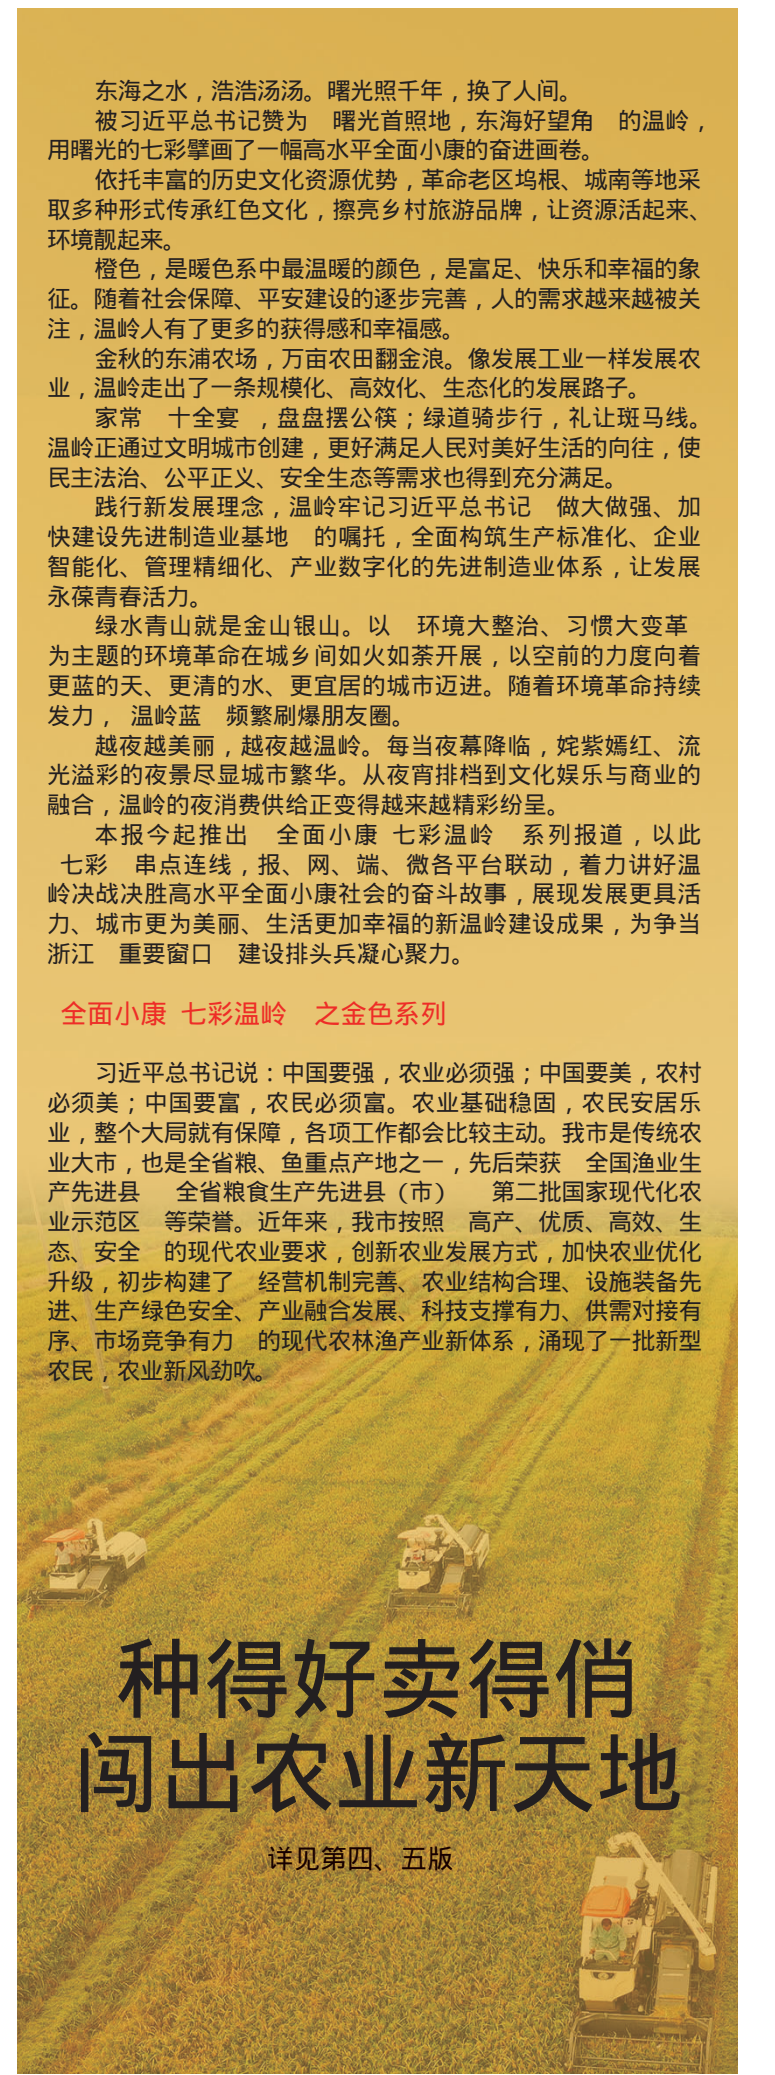 东海之水，浩浩汤汤。曙光照千年，换了人间。
被习近平总书记赞为　曙光首照地，东海好望角　的温岭，
用曙光的七彩擘画了一幅高水平全面小康的奋进画卷。
依托丰富的历史文化资源优势，革命老区坞根、城南等地采
取多种形式传承红色文化，擦亮乡村旅游品牌，让资源活起来、
环境靓起来。
橙色，是暖色系中最温暖的颜色，是富足、快乐和幸福的象
征。随着社会保障、平安建设的逐步完善，人的需求越来越被关
注，温岭人有了更多的获得感和幸福感。
金秋的东浦农场，万亩农田翻金浪。像发展工业一样发展农
业，温岭走出了一条规模化、高效化、生态化的发展路子。
家常　十全宴　，盘盘摆公筷；绿道骑步行，礼让斑马线。
温岭正通过文明城市创建，更好满足人民对美好生活的向往，使
民主法治、公平正义、安全生态等需求也得到充分满足。
践行新发展理念，温岭牢记习近平总书记　做大做强、加
快建设先进制造业基地　的嘱托，全面构筑生产标准化、企业
智能化、管理精细化、产业数字化的先进制造业体系，让发展
永葆青春活力。
绿水青山就是金山银山。以　环境大整治、习惯大变革
为主题的环境革命在城乡间如火如荼开展，以空前的力度向着
更蓝的天、更清的水、更宜居的城市迈进。随着环境革命持续
发力，　温岭蓝　频繁刷爆朋友圈。
越夜越美丽，越夜越温岭。每当夜幕降临，姹紫嫣红、流
光溢彩的夜景尽显城市繁华。从夜宵排档到文化娱乐与商业的
融合，温岭的夜消费供给正变得越来越精彩纷呈。
本报今起推出　全面小康 七彩温岭　系列报道，以此
七彩　串点连线，报、网、端、微各平台联动，着力讲好温
岭决战决胜高水平全面小康社会的奋斗故事，展现发展更具活
力、城市更为美丽、生活更加幸福的新温岭建设成果，为争当
浙江　重要窗口　建设排头兵凝心聚力。
全面小康 七彩温岭　之金色系列
习近平总书记说：中国要强，农业必须强；中国要美，农村
必须美；中国要富，农民必须富。农业基础稳固，农民安居乐
业，整个大局就有保障，各项工作都会比较主动。我市是传统农
业大市，也是全省粮、鱼重点产地之一，先后荣获　全国渔业生
产先进县　全省粮食生产先进县（市）　第二批国家现代化农
业示范区　等荣誉。近年来，我市按照　高产、优质、高效、生
态、安全　的现代农业要求，创新农业发展方式，加快农业优化
升级，初步构建了　经营机制完善、农业结构合理、设施装备先
进、生产绿色安全、产业融合发展、科技支撑有力、供需对接有
序、市场竞争有力　的现代农林渔产业新体系，涌现了一批新型
农民，农业新风劲吹。
种得好卖得俏
闯出农业新天地
详见第四、五版